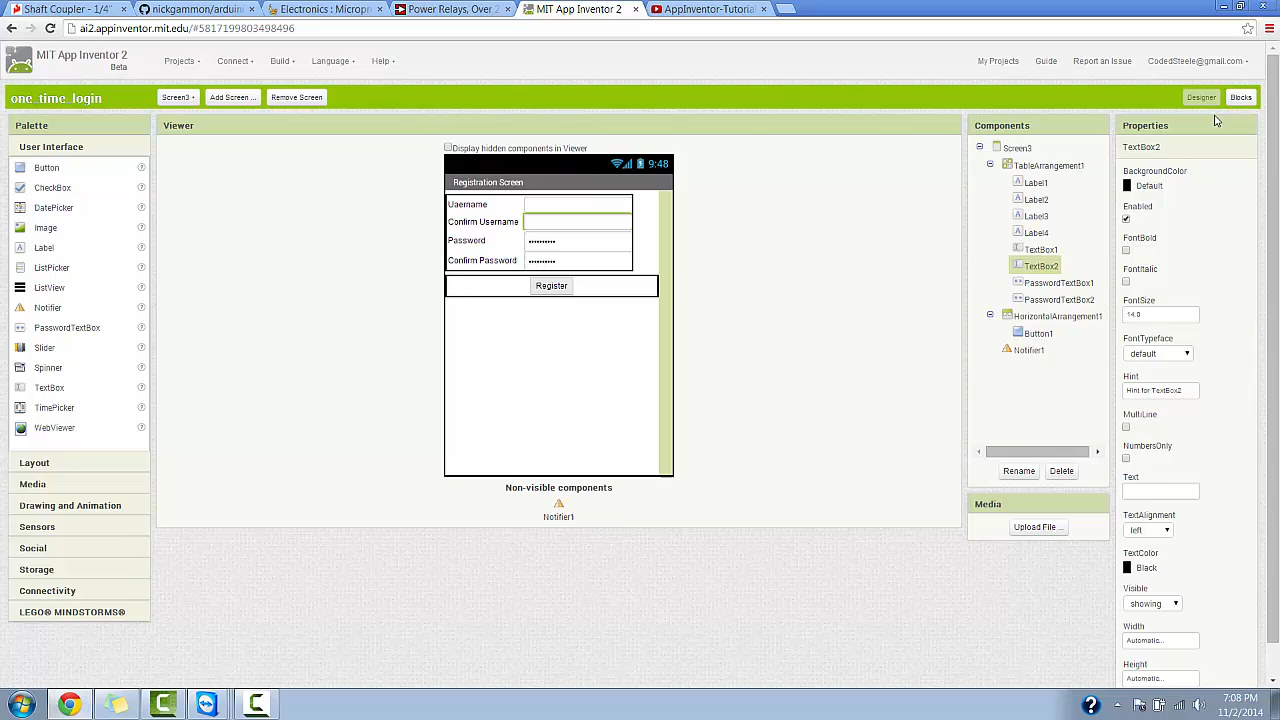 Shaft Coupler - 1/4"
nickgammon/arduin
Electronics : Micropr
Power Relays, Over 2
MIT App Inventor 2
AppInventor-Tutorial
ai2.appinventor.mit.edu/#5817199803498496
MIT App Inventor 2
Beta
Projects
Connect
Build
Language
Help
My Projects
Guide
Report an Issue
CodedSteele@gmail.com
one_time_login
Screen3
Add Screen ...
Remove Screen
Designer
Blocks
Palette
User Interface
Button
CheckBox
DatePicker
Image
Label
ListPicker
ListView
Notifier
PasswordTextBox
Slider
Spinner
TextBox
TimePicker
WebViewer
Layout
Media
Drawing and Animation
Sensors
Social
Storage
Connectivity
LEGO® MINDSTORMS®
Viewer
Display hidden components in Viewer
9:48
Registration Screen
Username
Confirm Username
Password
Confirm Password
Register
Non-visible components
Notifier1
Components
Screen3
TableArrangement1
Label1
Label2
Label3
Label4
TextBox1
TextBox2
PasswordTextBox1
PasswordTextBox2
HorizontalArrangement1
Button1
Notifier1
Rename
Delete
Media
Upload File ...
Properties
TextBox2
BackgroundColor
Default
Enabled
FontBold
FontItalic
FontSize
14.0
FontTypeface
default
Hint
Hint for TextBox2
MultiLine
NumbersOnly
Text
TextAlignment
left
TextColor
Black
Visible
showing
Width
Automatic...
Height
Automatic...
7:08 PM
11/2/2014